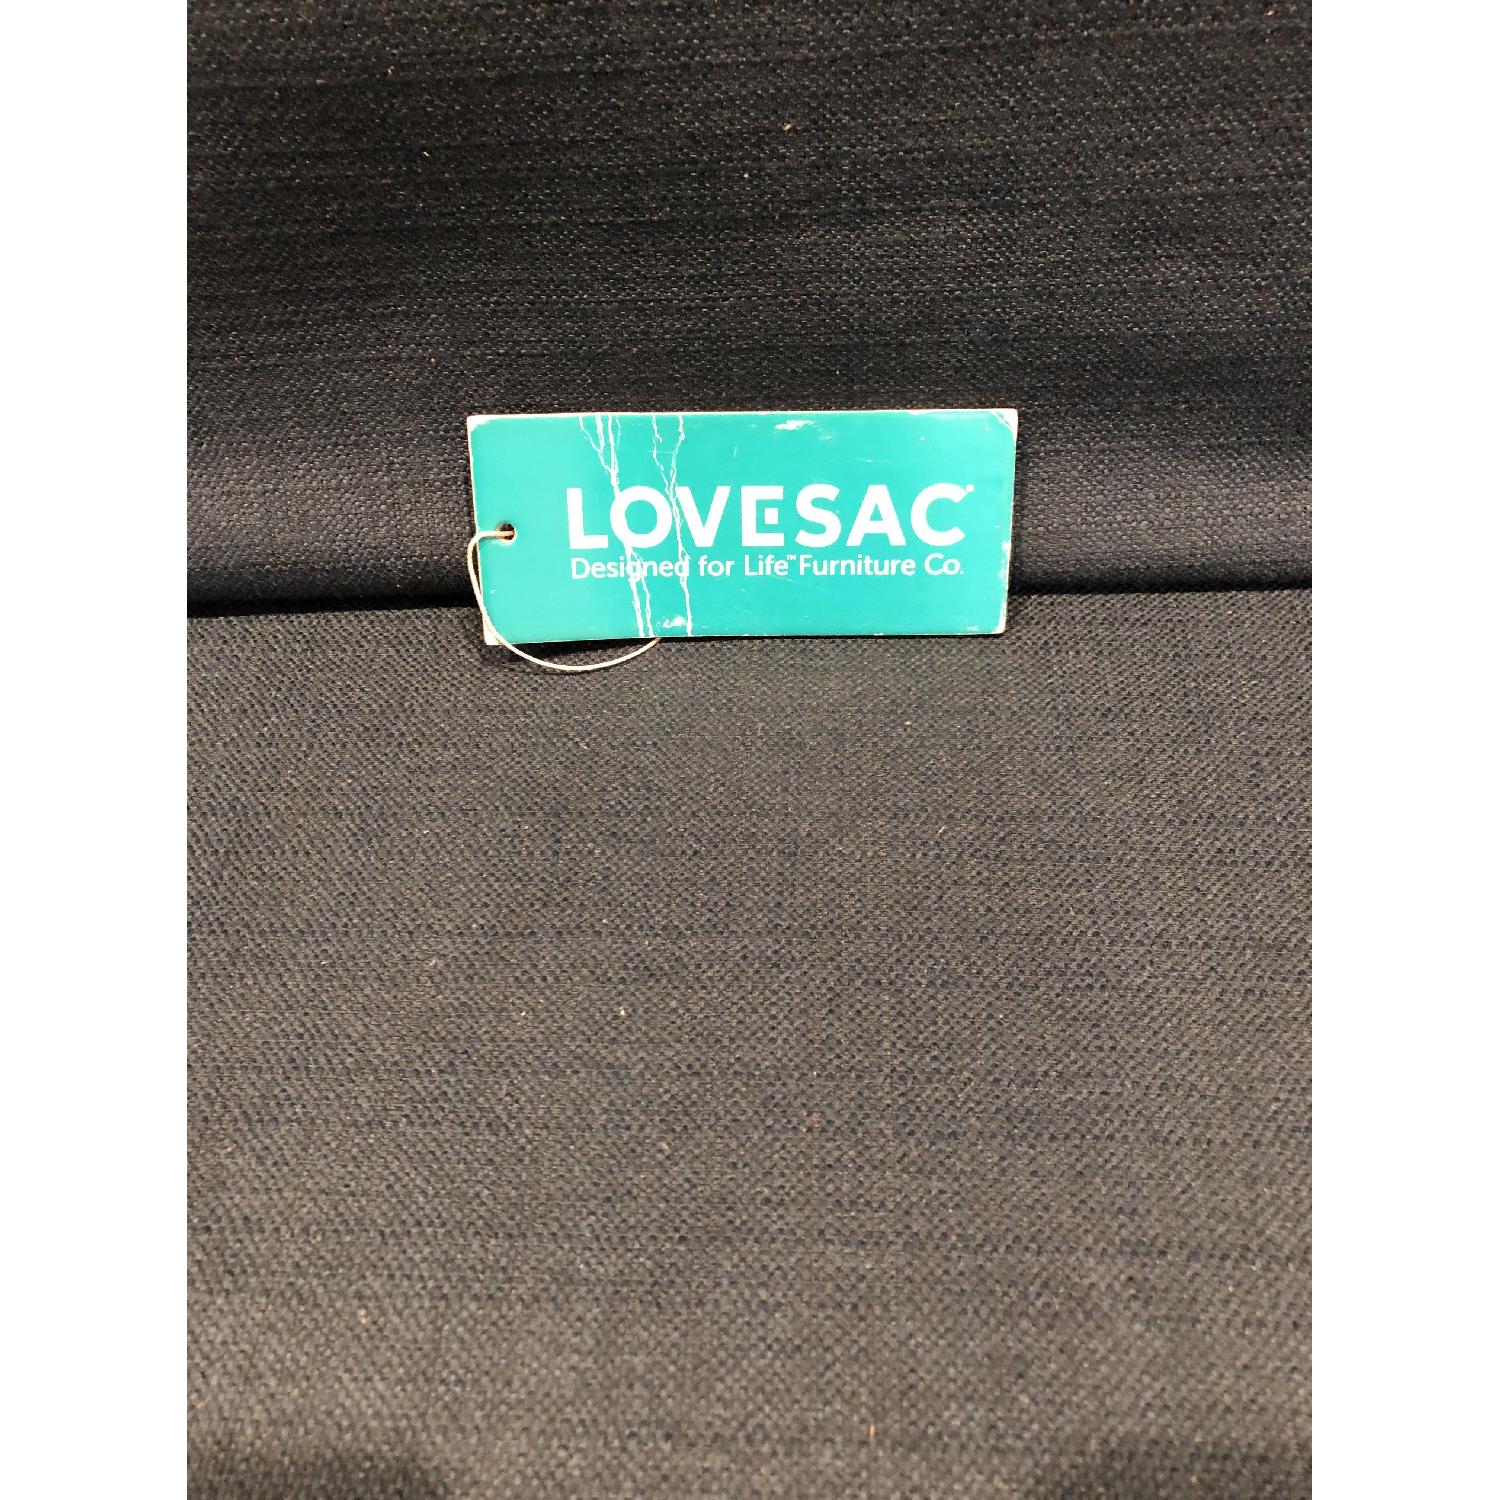 LOVESAC
Designed for Life™ Furniture Co.